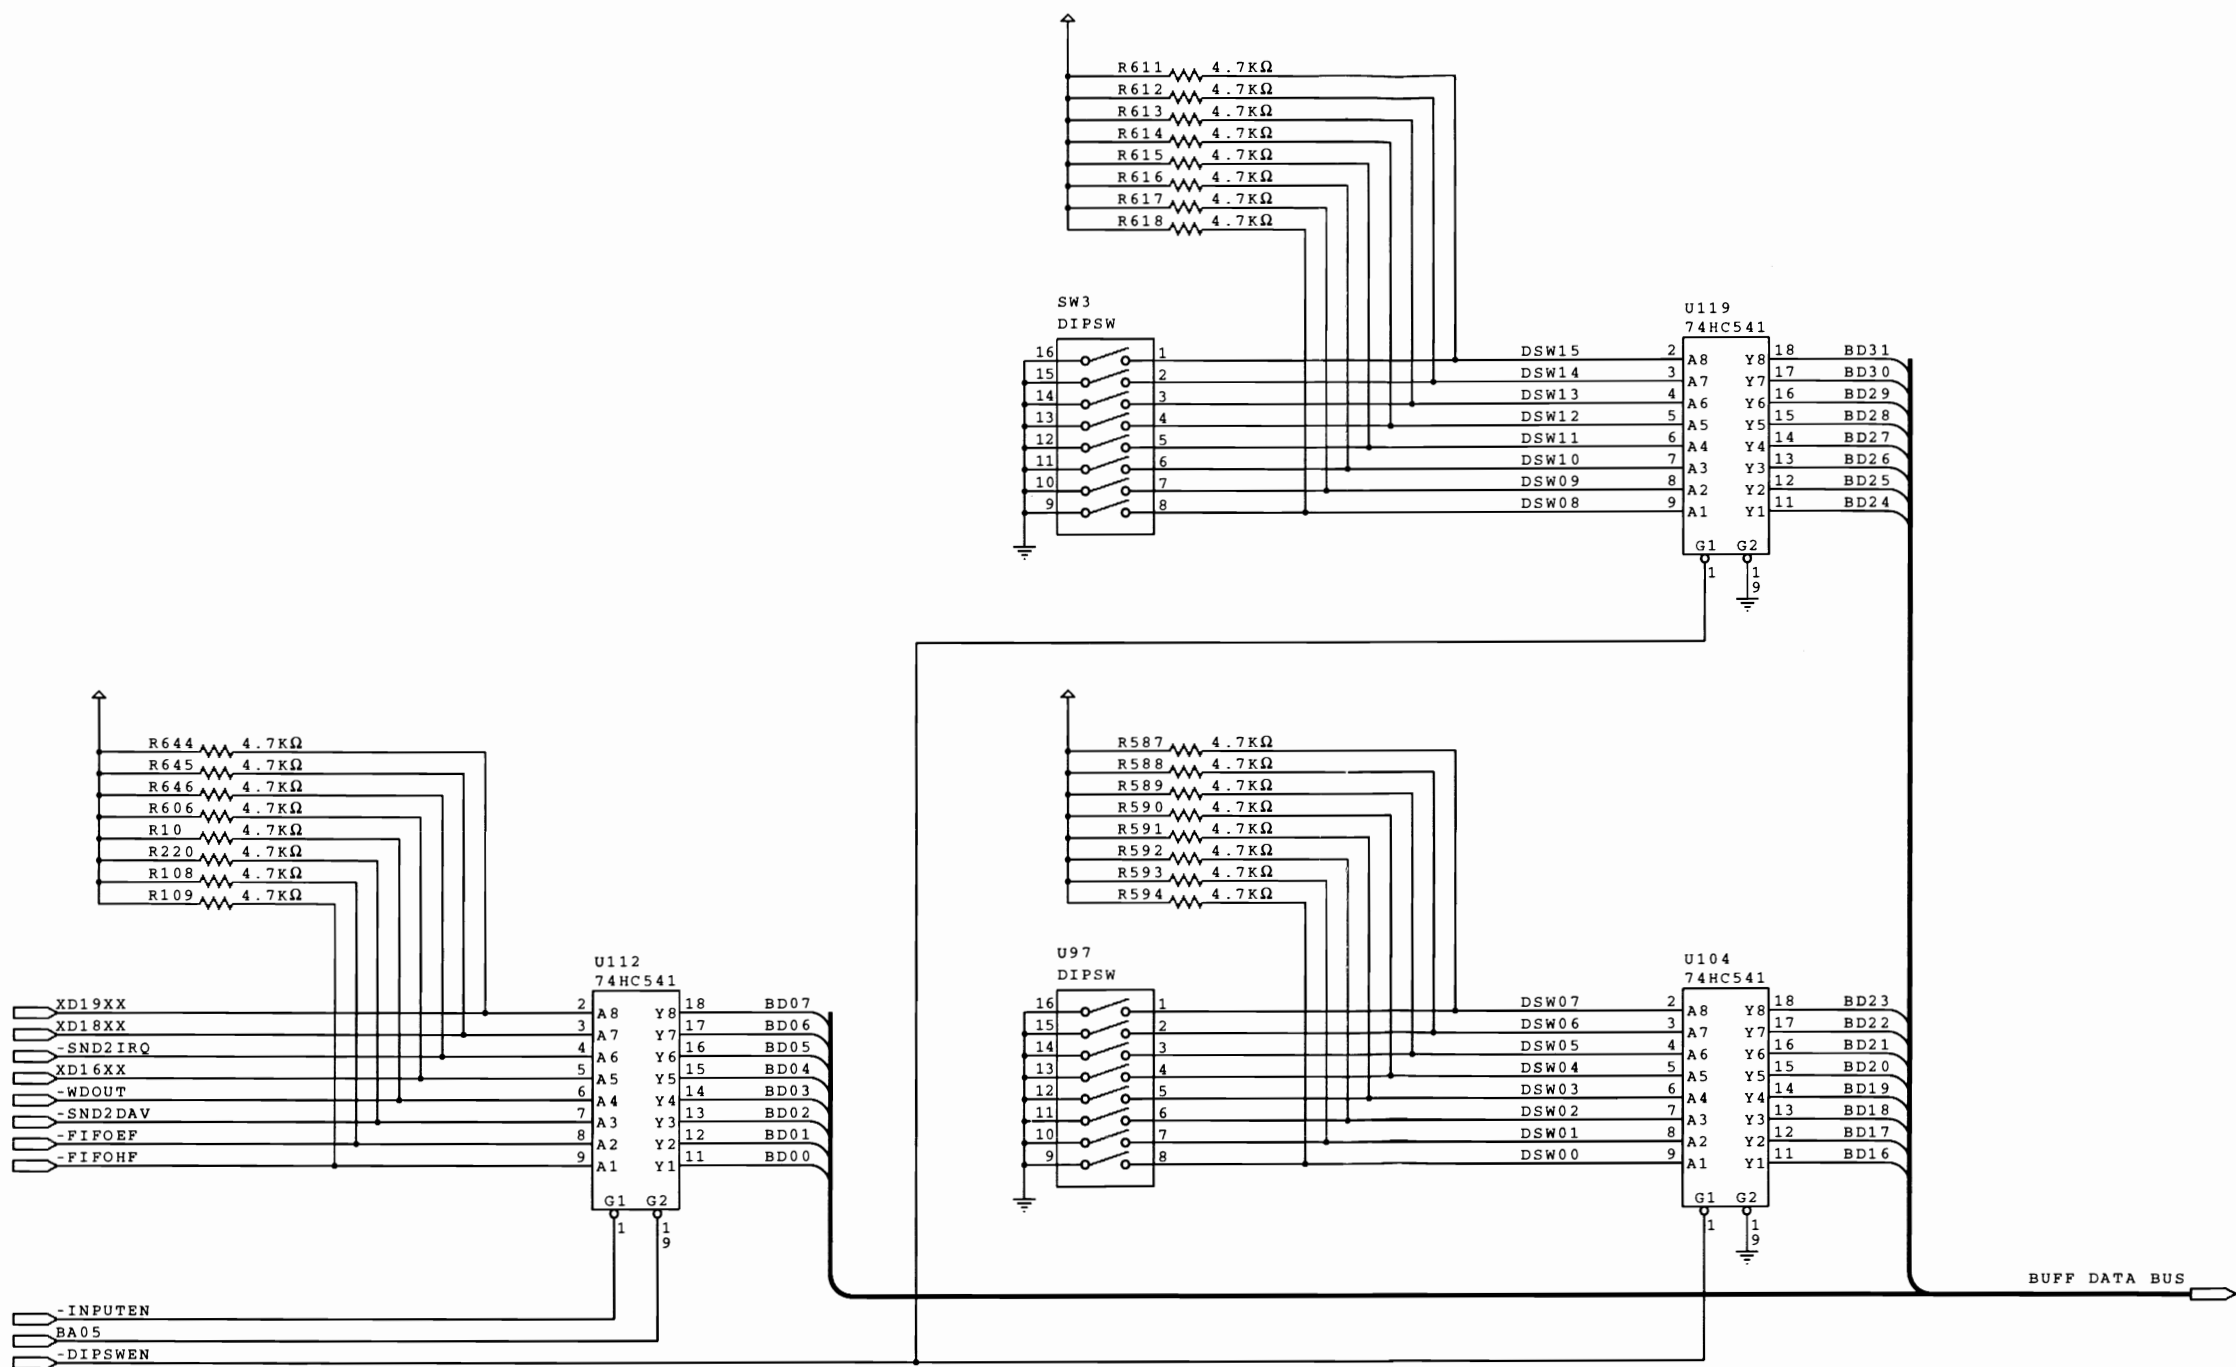 R611 4.7KΩ
R612 4.7KΩ
R613 4.7KΩ
R614 4.7KΩ
R615 4.7KΩ
R616 4.7KΩ
R617 4.7KΩ
R618 4.7KΩ
SW3
DIPSW
U119
74HC541
16 1 DSW15 2 A8 Y8 18 BD31
15 2 DSW14 3 A7 Y7 17 BD30
14 3 DSW13 4 A6 Y6 16 BD29
13 4 DSW12 5 A5 Y5 15 BD28
12 5 DSW11 6 A4 Y4 14 BD27
11 6 DSW10 7 A3 Y3 13 BD26
10 7 DSW09 8 A2 Y2 12 BD25
9 8 DSW08 9 A1 Y1 11 BD24
G1 G2
1 1
9
R644 4.7KΩ
R645 4.7KΩ
R646 4.7KΩ
R606 4.7KΩ
R10 4.7KΩ
R220 4.7KΩ
R108 4.7KΩ
R109 4.7KΩ
U112
74HC541
XD19XX 2 A8 Y8 18 BD07
XD18XX 3 A7 Y7 17 BD06
-SND2IRQ 4 A6 Y6 16 BD05
XD16XX 5 A5 Y5 15 BD04
-WDOUT 6 A4 Y4 14 BD03
-SND2DAV 7 A3 Y3 13 BD02
-FIFOEF 8 A2 Y2 12 BD01
-FIFOHF 9 A1 Y1 11 BD00
G1 G2
1 1
9
-INPUTEN
BA05
-DIPSWEN
R587 4.7KΩ
R588 4.7KΩ
R589 4.7KΩ
R590 4.7KΩ
R591 4.7KΩ
R592 4.7KΩ
R593 4.7KΩ
R594 4.7KΩ
U97
DIPSW
U104
74HC541
16 1 DSW07 2 A8 Y8 18 BD23
15 2 DSW06 3 A7 Y7 17 BD22
14 3 DSW05 4 A6 Y6 16 BD21
13 4 DSW04 5 A5 Y5 15 BD20
12 5 DSW03 6 A4 Y4 14 BD19
11 6 DSW02 7 A3 Y3 13 BD18
10 7 DSW01 8 A2 Y2 12 BD17
9 8 DSW00 9 A1 Y1 11 BD16
G1 G2
1 1
9
BUFF DATA BUS